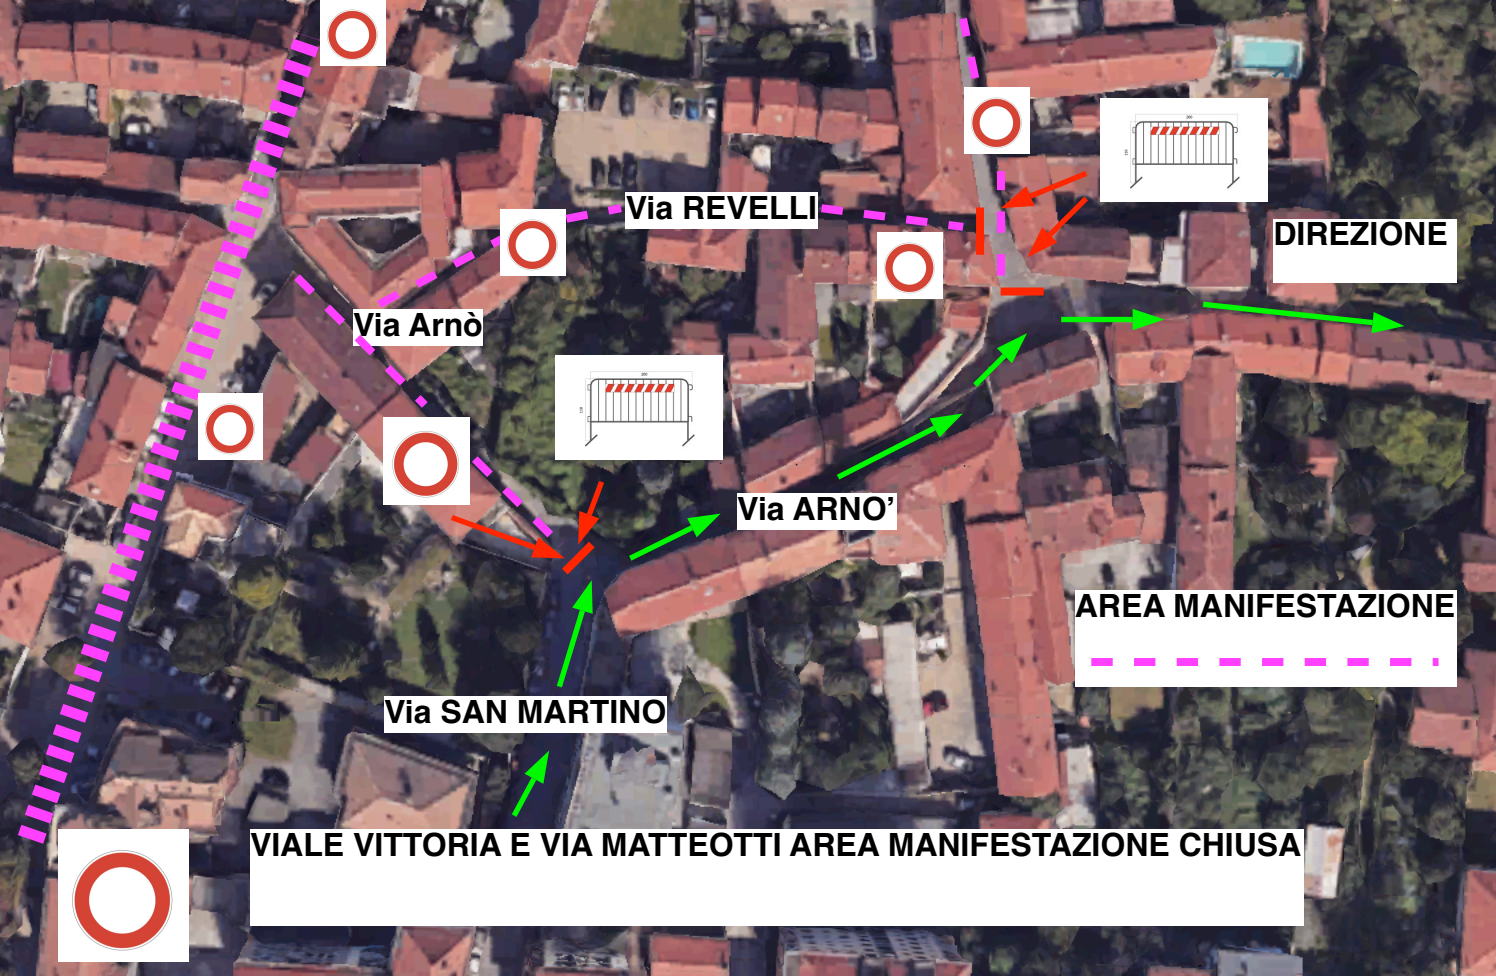 Via REVELLI
DIREZIONE
Via Arnò
Via ARNO’
AREA MANIFESTAZIONE
Via SAN MARTINO
VIALE VITTORIA E VIA MATTEOTTI AREA MANIFESTAZIONE CHIUSA